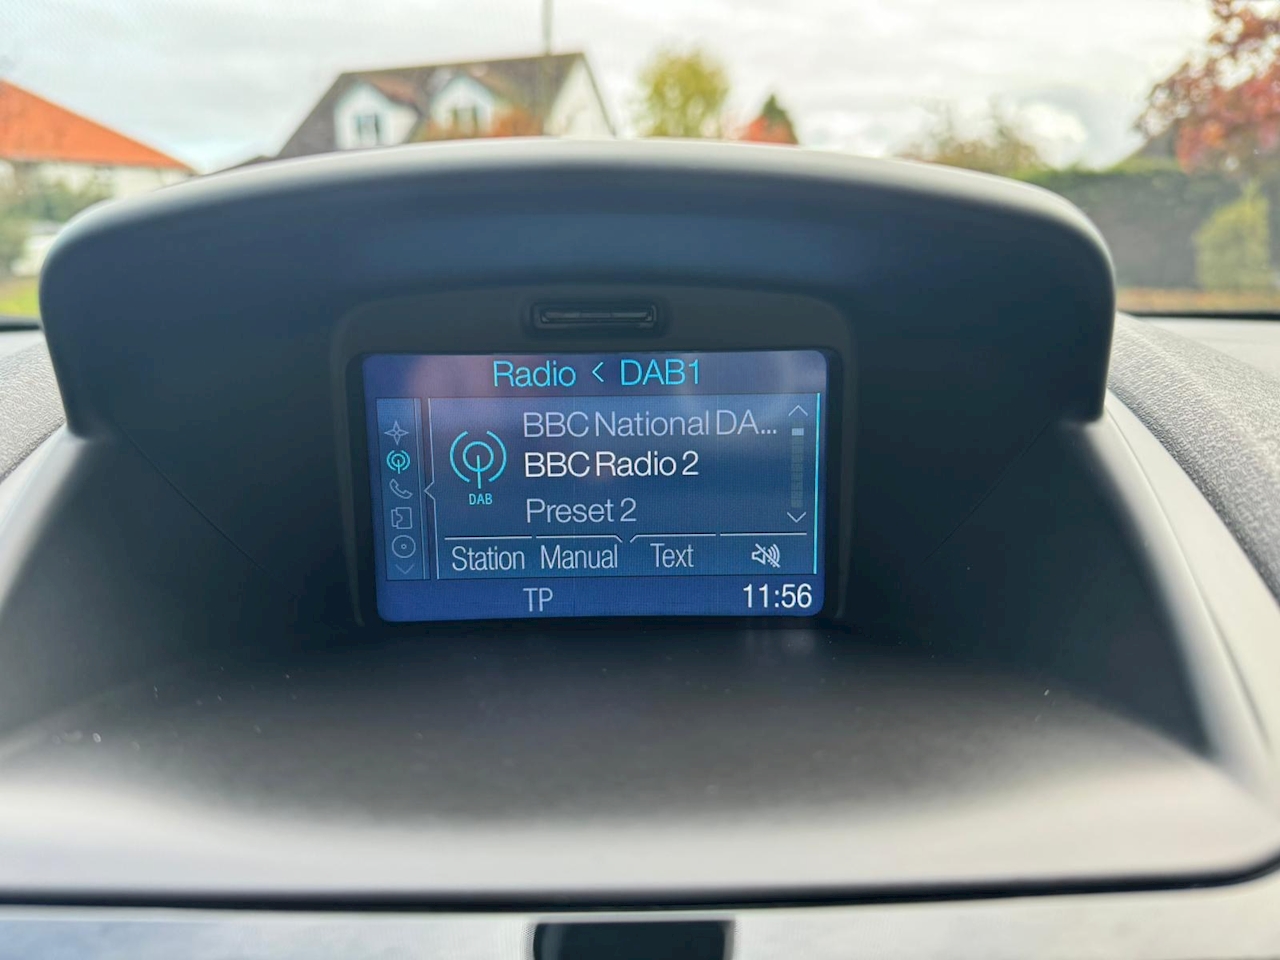 Radio < DAB1
BBC National DA...
BBC Radio 2
DAB
Preset 2
Station Manual Text
TP 11:56